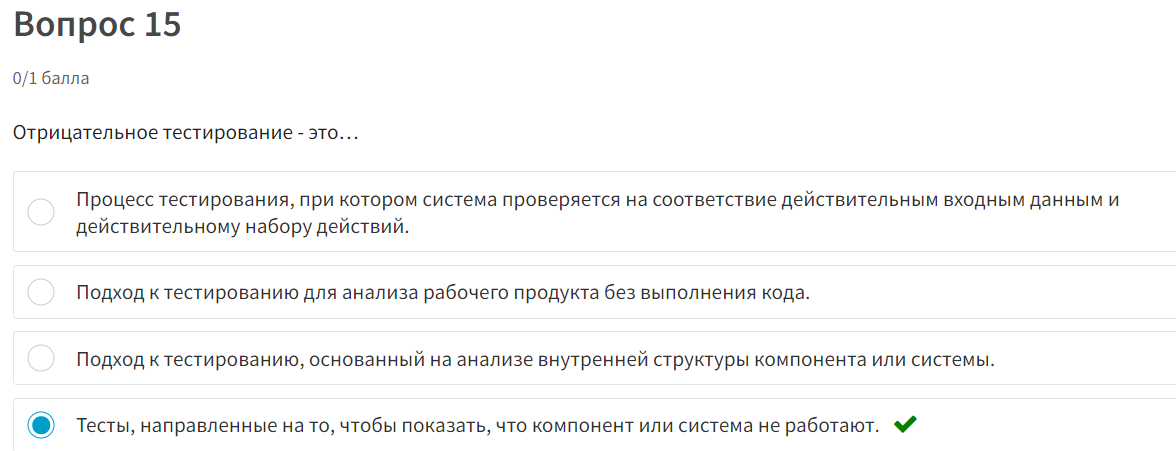 Вопрос 15
0/1 балла
Отрицательное тестирование - это…
Процесс тестирования, при котором система проверяется на соответствие действительным входным данным и
действительному набору действий.
Подход к тестированию для анализа рабочего продукта без выполнения кода.
Подход к тестированию, основанный на анализе внутренней структуры компонента или системы.
Тесты, направленные на то, чтобы показать, что компонент или система не работают.